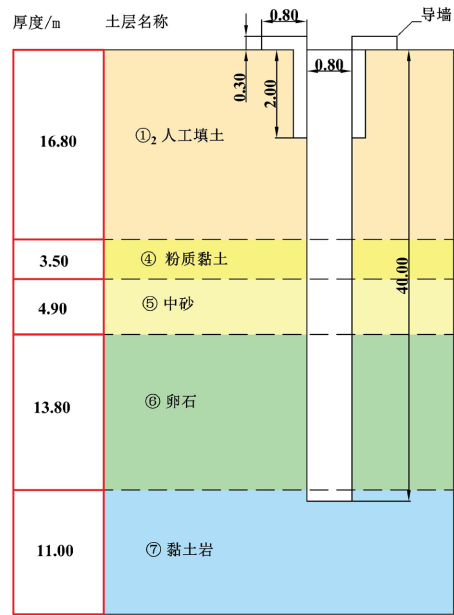 厚度/m 土层名称 0.80 导墙
0.30 2.00 0.80
16.80 ①₂ 人工填土
3.50 ④ 粉质黏土
40.00
4.90 ⑤ 中砂
13.80 ⑥ 卵石
11.00 ⑦ 黏土岩